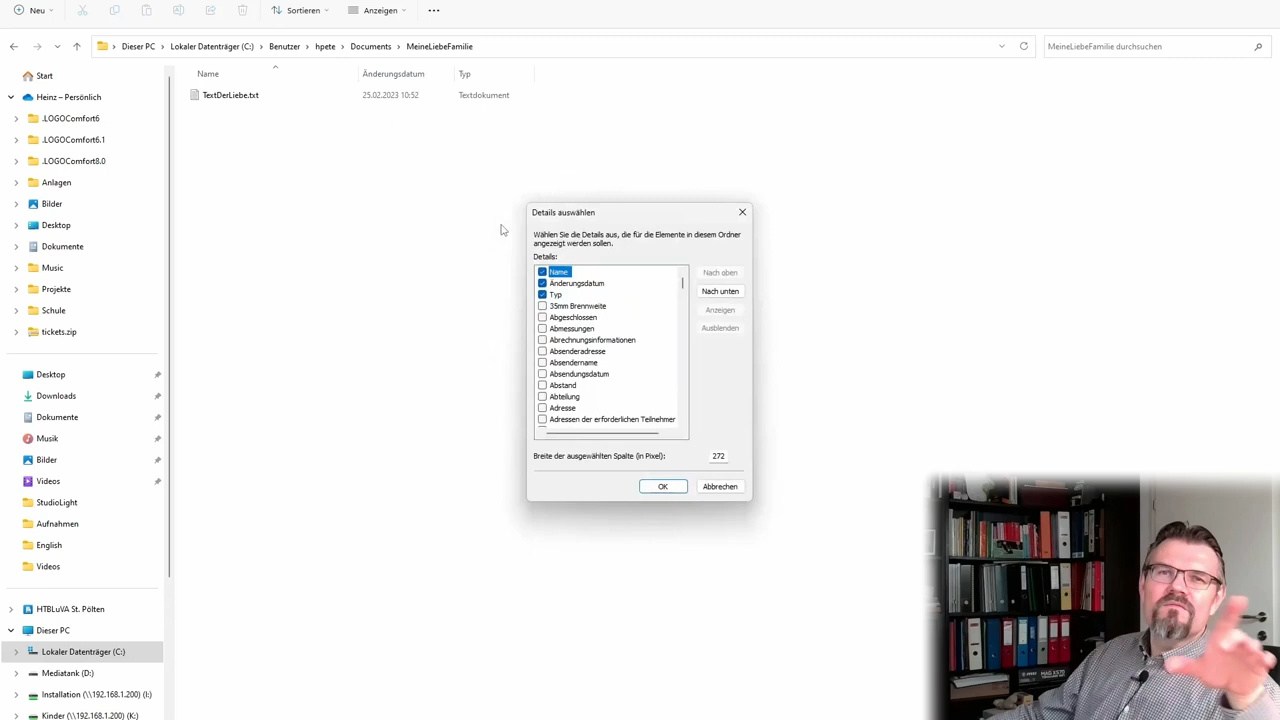 Neu
Sortieren
Anzeigen
Dieser PC > Lokaler Datenträger (C:) > Benutzer > hpete > Documents > MeineLiebeFamilie
MeineLiebeFamilie durchsuchen
Start
Heinz – Persönlich
.LOGOComfort6
.LOGOComfort6.1
.LOGOComfort8.0
Anlagen
Bilder
Desktop
Dokumente
Music
Projekte
Schule
tickets.zip
Desktop
Downloads
Dokumente
Musik
Bilder
Videos
StudioLight
Aufnahmen
English
Videos
HTBLuVA St. Pölten
Dieser PC
Lokaler Datenträger (C:)
Mediatank (D:)
Installation (\\192.168.1.200) (I:)
Kinder (\\192.168.1.200) (K:)
Name Änderungsdatum Typ
TextDerLiebe.txt 25.02.2023 10:52 Textdokument
Details auswählen
Wählen Sie die Details aus, die für die Elemente in diesem Ordner
angezeigt werden sollen.
Details:
Name
Änderungsdatum
Typ
35mm Brennweite
Abgeschlossen
Abmessungen
Abrechnungsinformationen
Absenderadresse
Absendername
Absendungsdatum
Abstand
Abteilung
Adresse
Adressen der erforderlichen Teilnehmer
Nach oben
Nach unten
Anzeigen
Ausblenden
Breite der ausgewählten Spalte (in Pixel): 272
OK
Abbrechen